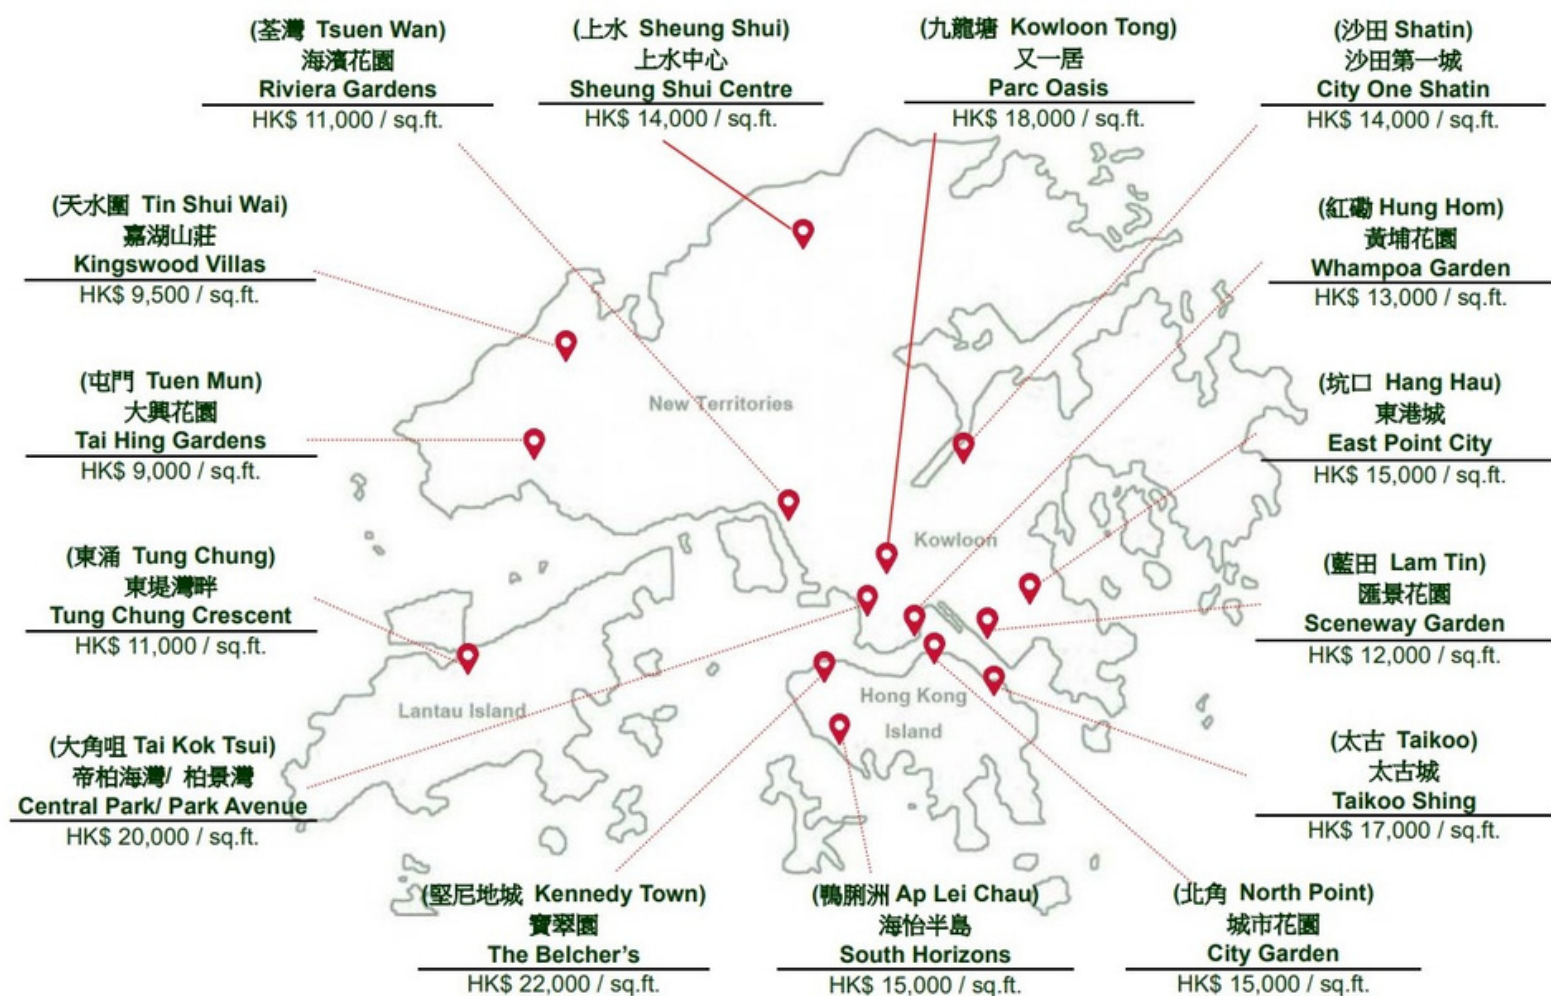 (荃灣 Tsuen Wan)
海濱花園
Riviera Gardens
HK$ 11,000 / sq.ft.
(上水 Sheung Shui)
上水中心
Sheung Shui Centre
HK$ 14,000 / sq.ft.
(九龍塘 Kowloon Tong)
又一居
Parc Oasis
HK$ 18,000 / sq.ft.
(沙田 Shatin)
沙田第一城
City One Shatin
HK$ 14,000 / sq.ft.
(天水圍 Tin Shui Wai)
嘉湖山莊
Kingswood Villas
HK$ 9,500 / sq.ft.
(紅磡 Hung Hom)
黃埔花園
Whampoa Garden
HK$ 13,000 / sq.ft.
(屯門 Tuen Mun)
大興花園
Tai Hing Gardens
HK$ 9,000 / sq.ft.
New Territories
(坑口 Hang Hau)
東港城
East Point City
HK$ 15,000 / sq.ft.
(東涌 Tung Chung)
東堤灣畔
Tung Chung Crescent
HK$ 11,000 / sq.ft.
Kowloon
(藍田 Lam Tin)
匯景花園
Sceneway Garden
HK$ 12,000 / sq.ft.
Lantau Island
Hong Kong
Island
(大角咀 Tai Kok Tsui)
帝柏海灣/ 柏景灣
Central Park/ Park Avenue
HK$ 20,000 / sq.ft.
(太古 Taikoo)
太古城
Taikoo Shing
HK$ 17,000 / sq.ft.
(堅尼地城 Kennedy Town)
寶翠園
The Belcher's
HK$ 22,000 / sq.ft.
(鴨脷洲 Ap Lei Chau)
海怡半島
South Horizons
HK$ 15,000 / sq.ft.
(北角 North Point)
城市花園
City Garden
HK$ 15,000 / sq.ft.